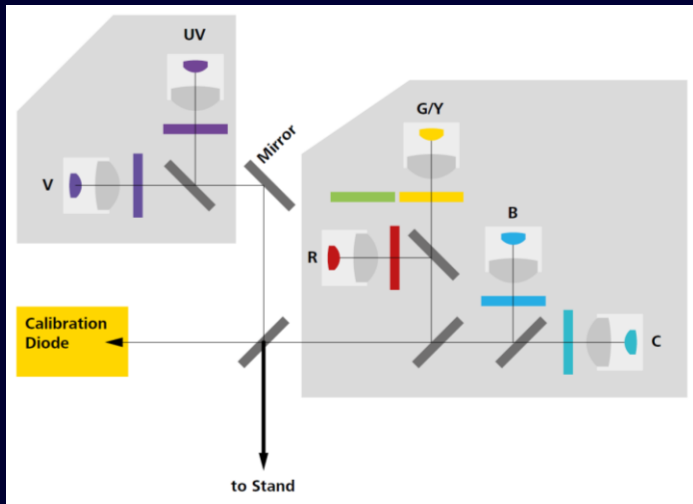 UV
G/Y
Mirror
V
B
R
Calibration
Diode
C
to Stand